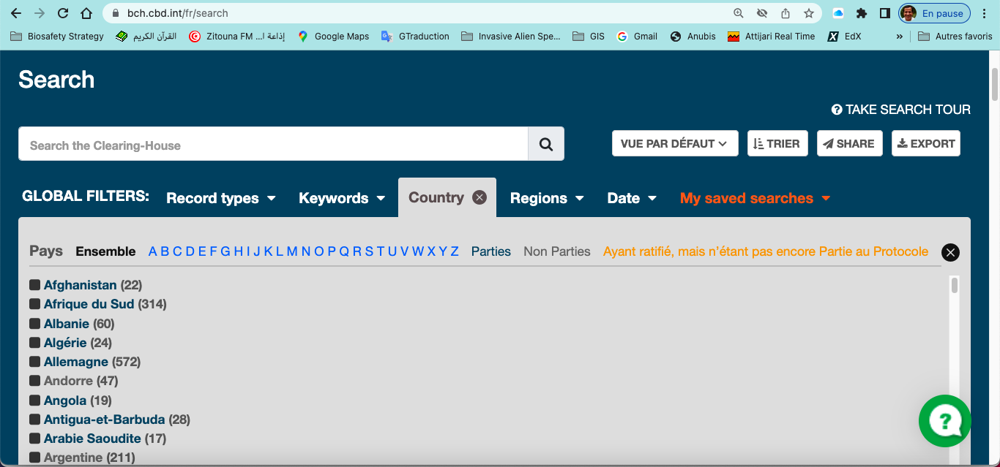 bch.cbd.int/fr/search
En pause
Biosafety Strategy
القرآن الكريم
Zitouna FM ...إذاعة ا
Google Maps
GTraduction
Invasive Alien Spe...
GIS
Gmail
Anubis
Attijari Real Time
EdX
»
Autres favoris
Search
TAKE SEARCH TOUR
Search the Clearing-House
VUE PAR DÉFAUT
TRIER
SHARE
EXPORT
GLOBAL FILTERS:
Record types
Keywords
Country
Regions
Date
My saved searches
Pays Ensemble A B C D E F G H I J K L M N O P Q R S T U V W X Y Z Parties Non Parties Ayant ratifié, mais n'étant pas encore Partie au Protocole
Afghanistan (22)
Afrique du Sud (314)
Albanie (60)
Algérie (24)
Allemagne (572)
Andorre (47)
Angola (19)
Antigua-et-Barbuda (28)
Arabie Saoudite (17)
Argentine (211)